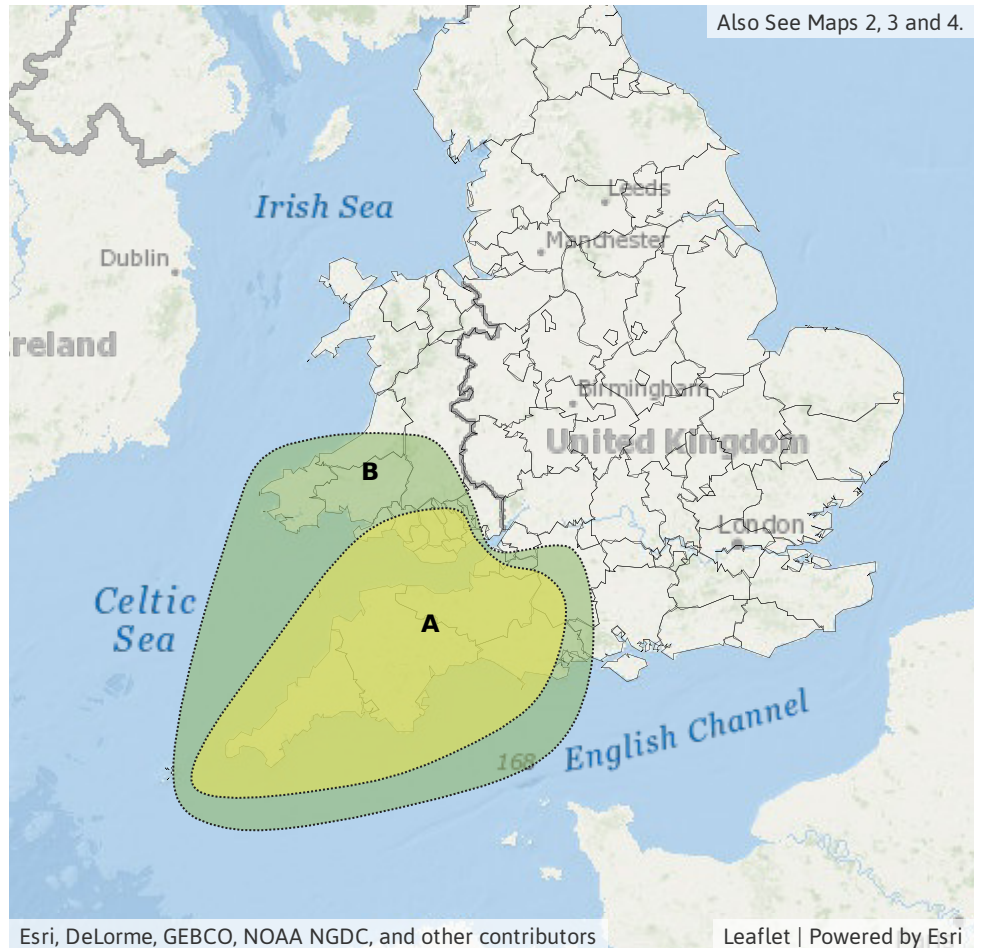 Also See Maps 2, 3 and 4.
Leeds
Irish Sea
Manchester
Dublin
reland
Birmingham
United Kingdom
B
London
Celtic
Sea
A
English Channel
168
Esri, DeLorme, GEBCO, NOAA NGDC, and other contributors
Leaflet | Powered by Esri